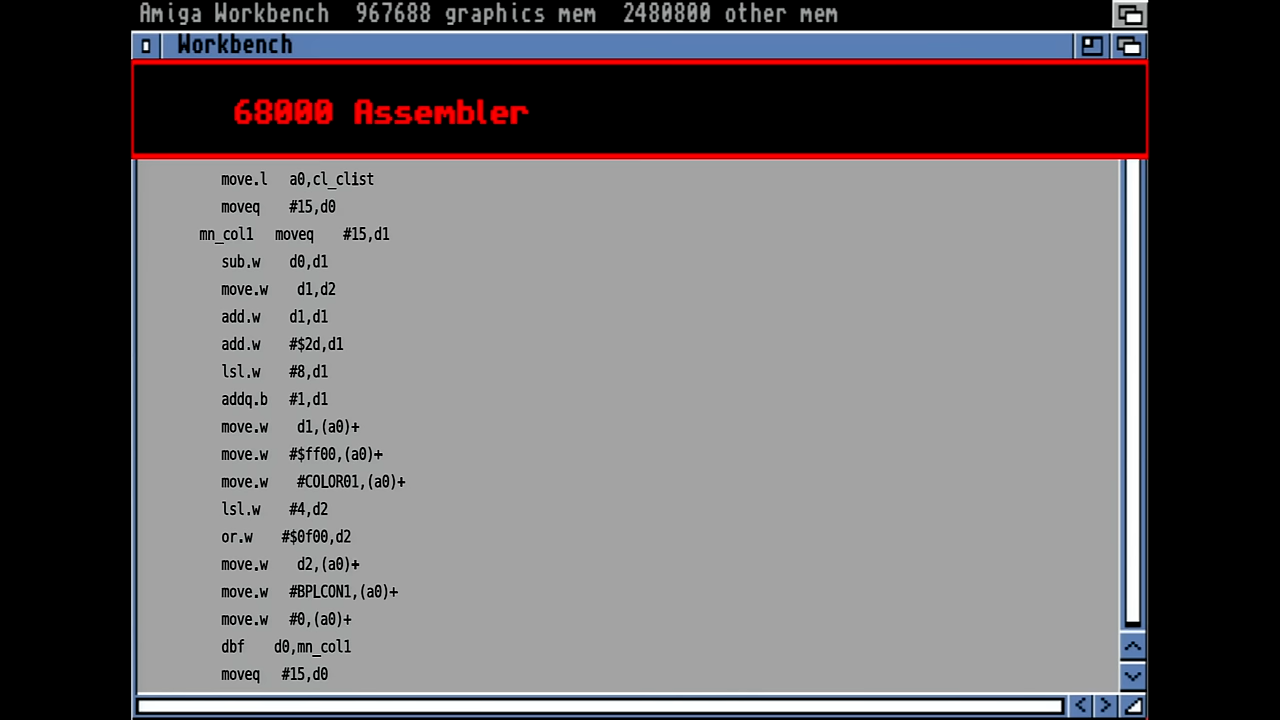 Amiga Workbench 967688 graphics mem 2480800 other mem
Workbench
68000 Assembler
move.l a0,cl_clist
moveq #15,d0
mn_col1 moveq #15,d1
sub.w d0,d1
move.w d1,d2
add.w d1,d1
add.w #$2d,d1
lsl.w #8,d1
addq.b #1,d1
move.w d1,(a0)+
move.w #$ff00,(a0)+
move.w #COLOR01,(a0)+
lsl.w #4,d2
or.w #$0f00,d2
move.w d2,(a0)+
move.w #BPLCON1,(a0)+
move.w #0,(a0)+
dbf d0,mn_col1
moveq #15,d0